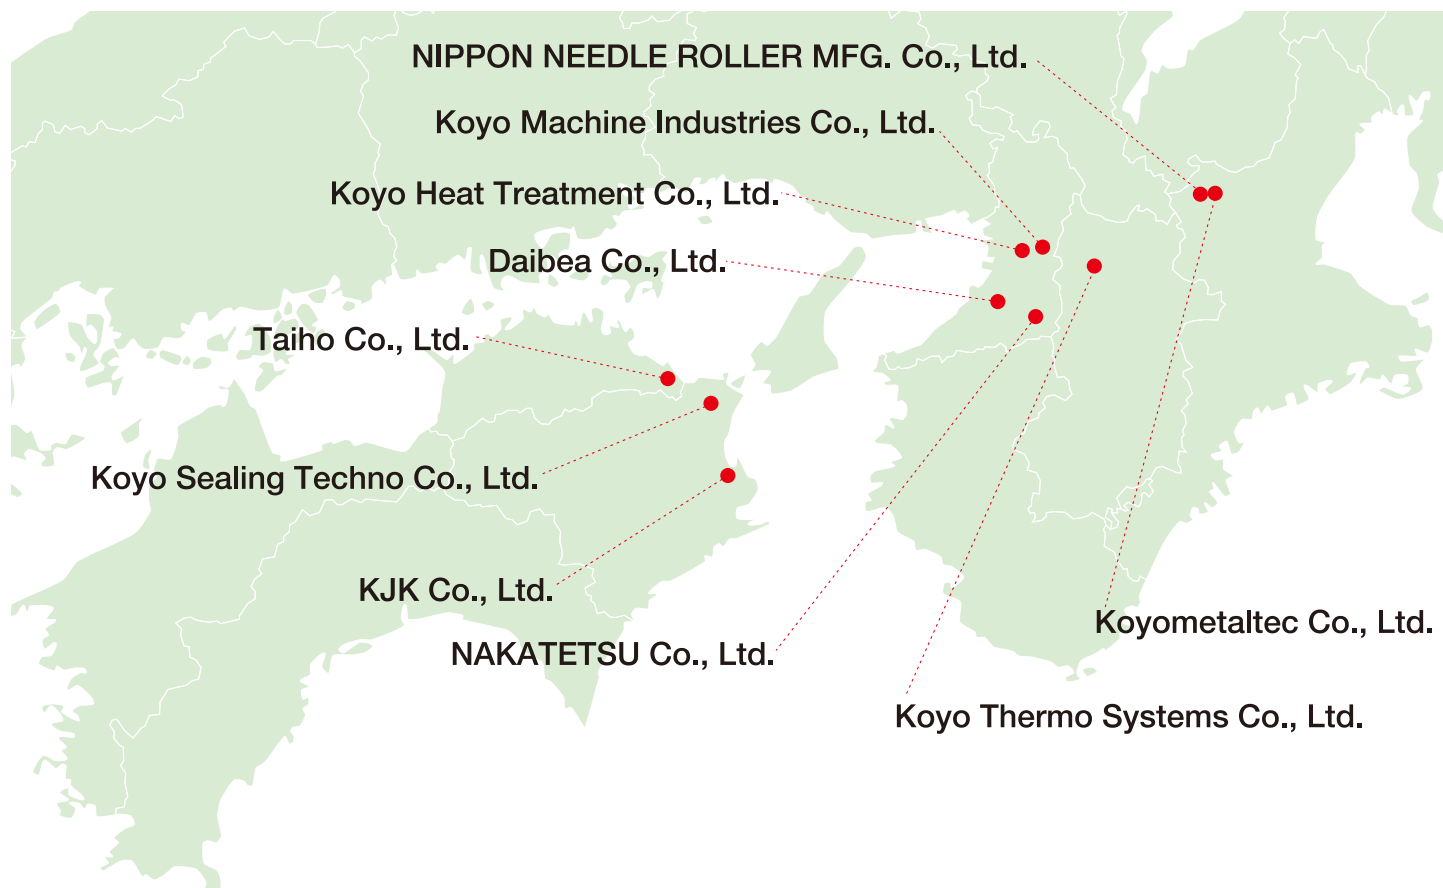 NIPPON NEEDLE ROLLER MFG. Co., Ltd.
Koyo Machine Industries Co., Ltd.
Koyo Heat Treatment Co., Ltd.
Daibea Co., Ltd.
Taiho Co., Ltd.
Koyo Sealing Techno Co., Ltd.
KJK Co., Ltd.
NAKATETSU Co., Ltd.
Koyometaltec Co., Ltd.
Koyo Thermo Systems Co., Ltd.